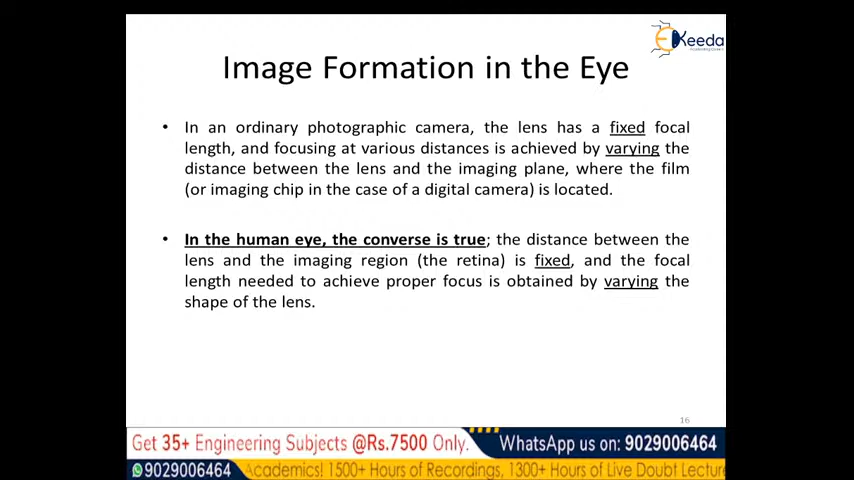 Keeda
Image Formation in the Eye
• In an ordinary photographic camera, the lens has a fixed focal
length, and focusing at various distances is achieved by varying the
distance between the lens and the imaging plane, where the film
(or imaging chip in the case of a digital camera) is located.
• In the human eye, the converse is true; the distance between the
lens and the imaging region (the retina) is fixed, and the focal
length needed to achieve proper focus is obtained by varying the
shape of the lens.
16
Get 35+ Engineering Subjects @Rs.7500 Only.
WhatsApp us on: 9029006464
9029006464
Academics! 1500+ Hours of Recordings, 1300+ Hours of Live Doubt Lecture